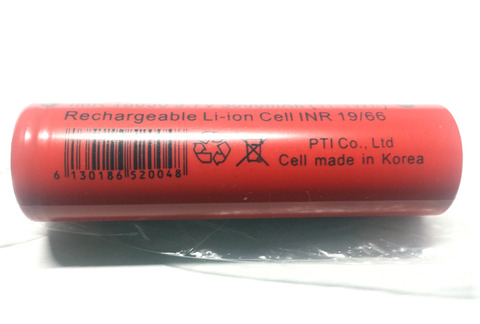 Rechargeable Li-ion Cell INR 19/66
PTI Co., Ltd
Cell made in Korea
6 130186 520048